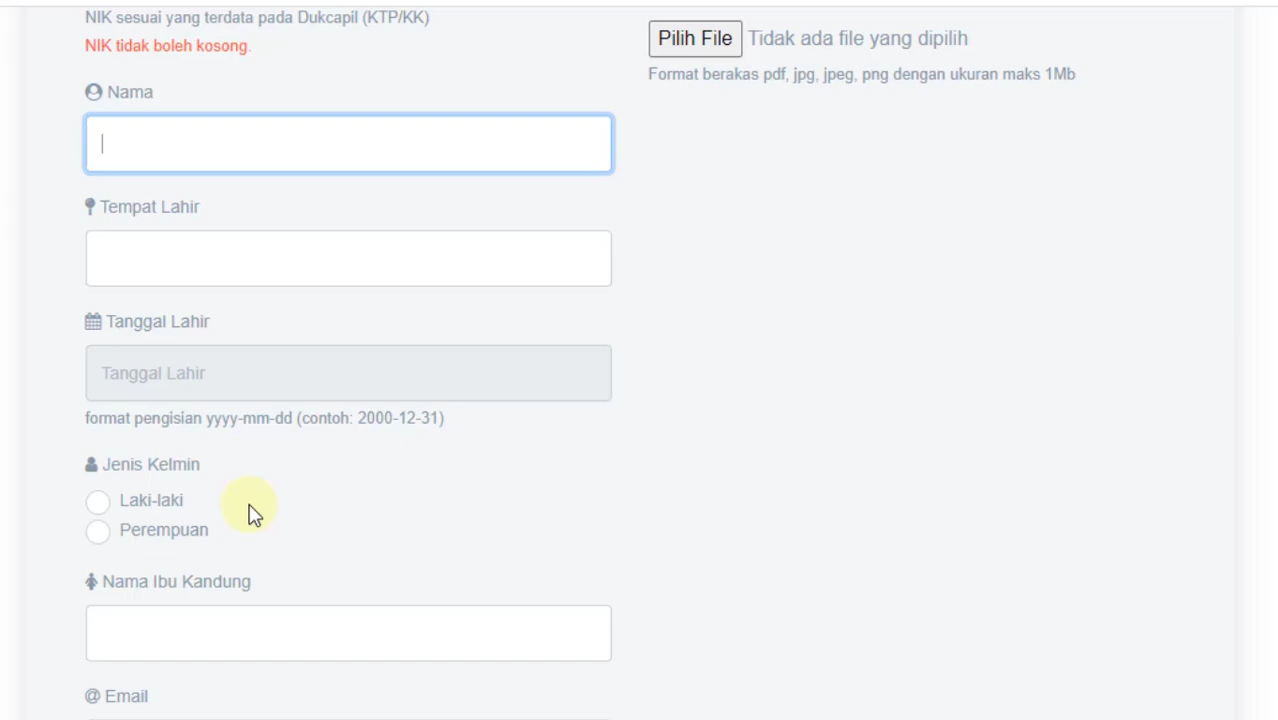 NIK sesuai yang terdata pada Dukcapil (KTP/KK)
NIK tidak boleh kosong.
Nama
Tempat Lahir
Tanggal Lahir
Tanggal Lahir
format pengisian yyyy-mm-dd (contoh: 2000-12-31)
Jenis Kelmin
Laki-laki
Perempuan
Nama Ibu Kandung
@ Email
Pilih File Tidak ada file yang dipilih
Format berakas pdf, jpg, jpeg, png dengan ukuran maks 1Mb